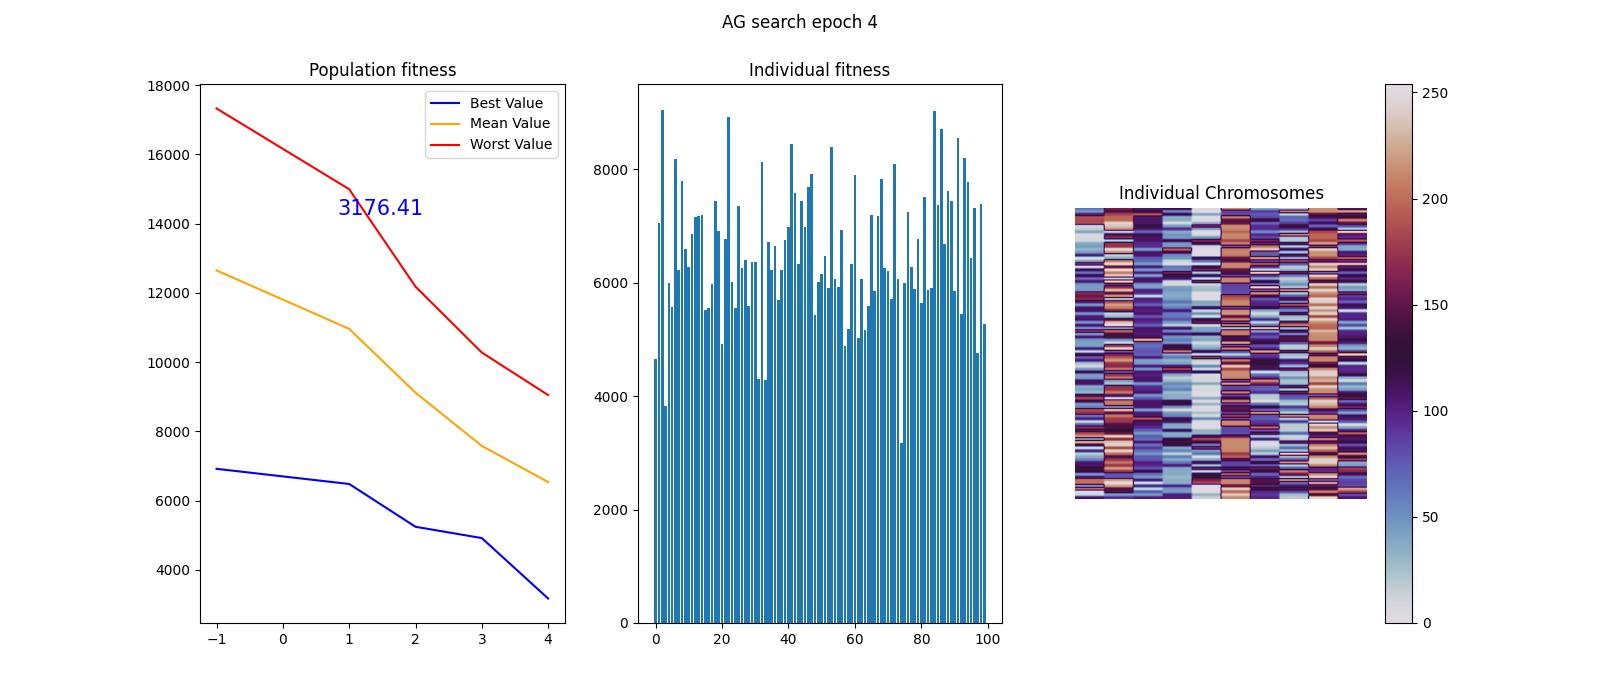 AG search epoch 4
Population fitness
18000
16000
14000
12000
10000
8000
6000
4000
−1 0 1 2 3 4
Best Value
Mean Value
Worst Value
3176.41
Individual fitness
8000
6000
4000
2000
0
0 20 40 60 80 100
Individual Chromosomes
250
200
150
100
50
0